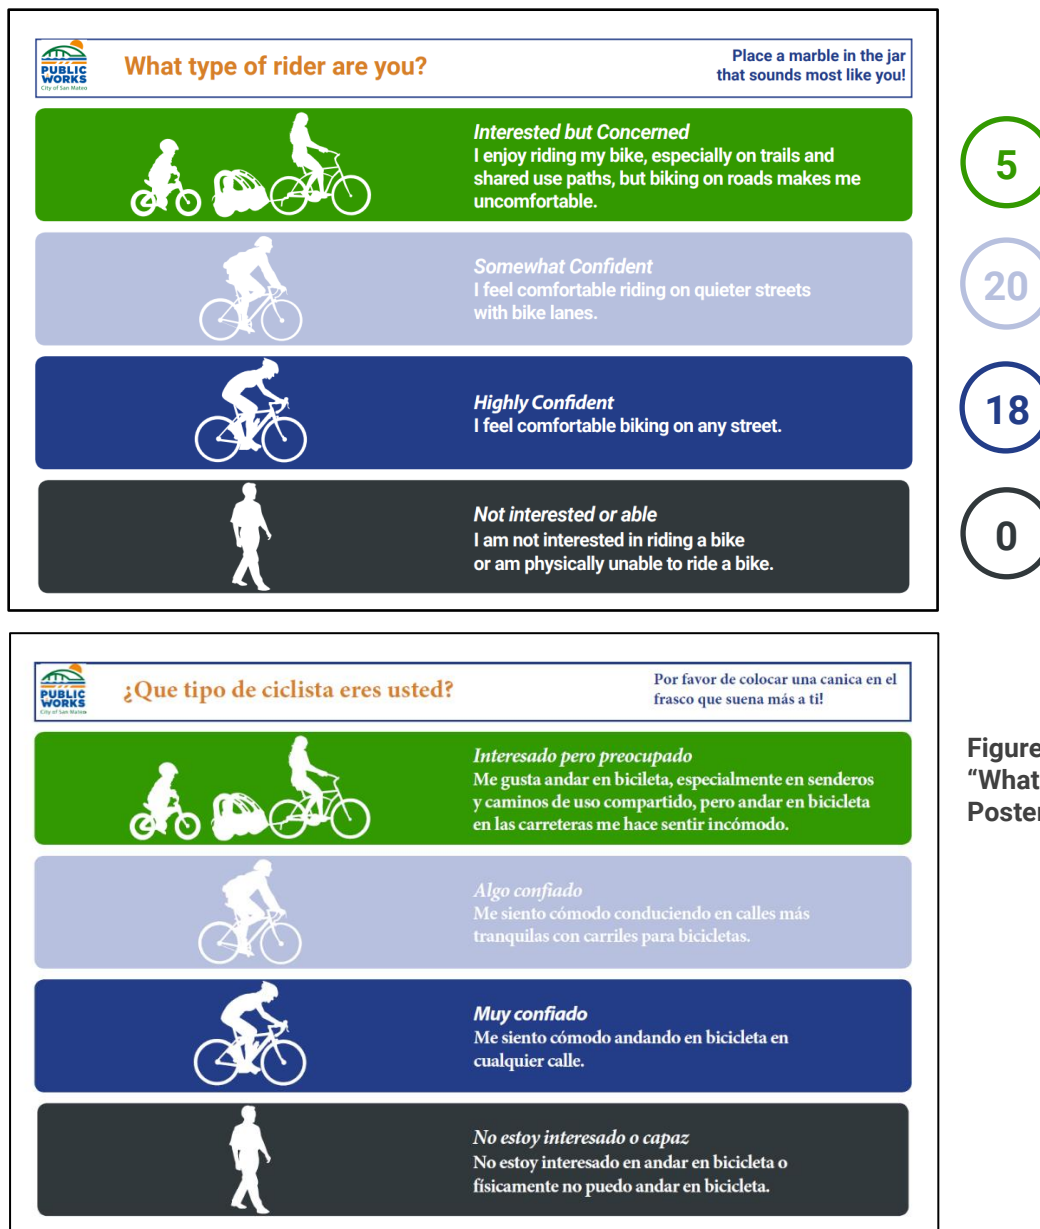 PUBLIC
WORKS
City of San Mateo
What type of rider are you?
Place a marble in the jar
that sounds most like you!
Interested but Concerned
I enjoy riding my bike, especially on trails and
shared use paths, but biking on roads makes me
uncomfortable.
5
Somewhat Confident
I feel comfortable riding on quieter streets
with bike lanes.
20
Highly Confident
I feel comfortable biking on any street.
18
Not interested or able
I am not interested in riding a bike
or am physically unable to ride a bike.
0
PUBLIC
WORKS
City of San Mateo
¿Que tipo de ciclista eres usted?
Por favor de colocar una canica en el
frasco que suena más a ti!
Interesado pero preocupado
Me gusta andar en bicileta, especialmente en senderos
y caminos de uso compartido, pero andar en bicicleta
en las carreteras me hace sentir incómodo.
Algo confiado
Me siento cómodo conduciendo en calles más
tranquilas con carriles para bicicletas.
Muy confiado
Me siento cómodo andando en bicicleta en
cualquier calle.
No estoy interesado o capaz
No estoy interesado en andar en bicicleta o
físicamente no puedo andar en bicicleta.
Figure
“What
Poster